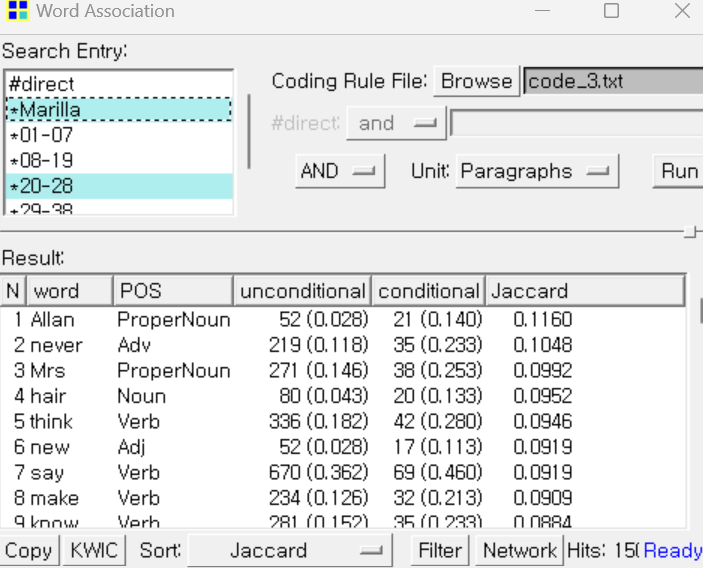 Word Association
Search Entry:
#direct
*Marilla
*01-07
*08-19
*20-28
*29-38
Coding Rule File: Browse code_3.txt
#direct: and
AND Unit: Paragraphs Run
Result:
N word POS unconditional conditional Jaccard
1 Allan ProperNoun 52 (0.028) 21 (0.140) 0.1160
2 never Adv 219 (0.118) 35 (0.233) 0.1048
3 Mrs ProperNoun 271 (0.146) 38 (0.253) 0.0992
4 hair Noun 80 (0.043) 20 (0.133) 0.0952
5 think Verb 336 (0.182) 42 (0.280) 0.0946
6 new Adj 52 (0.028) 17 (0.113) 0.0919
7 say Verb 670 (0.362) 69 (0.460) 0.0919
8 make Verb 234 (0.126) 32 (0.213) 0.0909
9 know Verb 281 (0.152) 35 (0.233) 0.0884
Copy KWIC Sort: Jaccard Filter Network Hits: 15 Ready